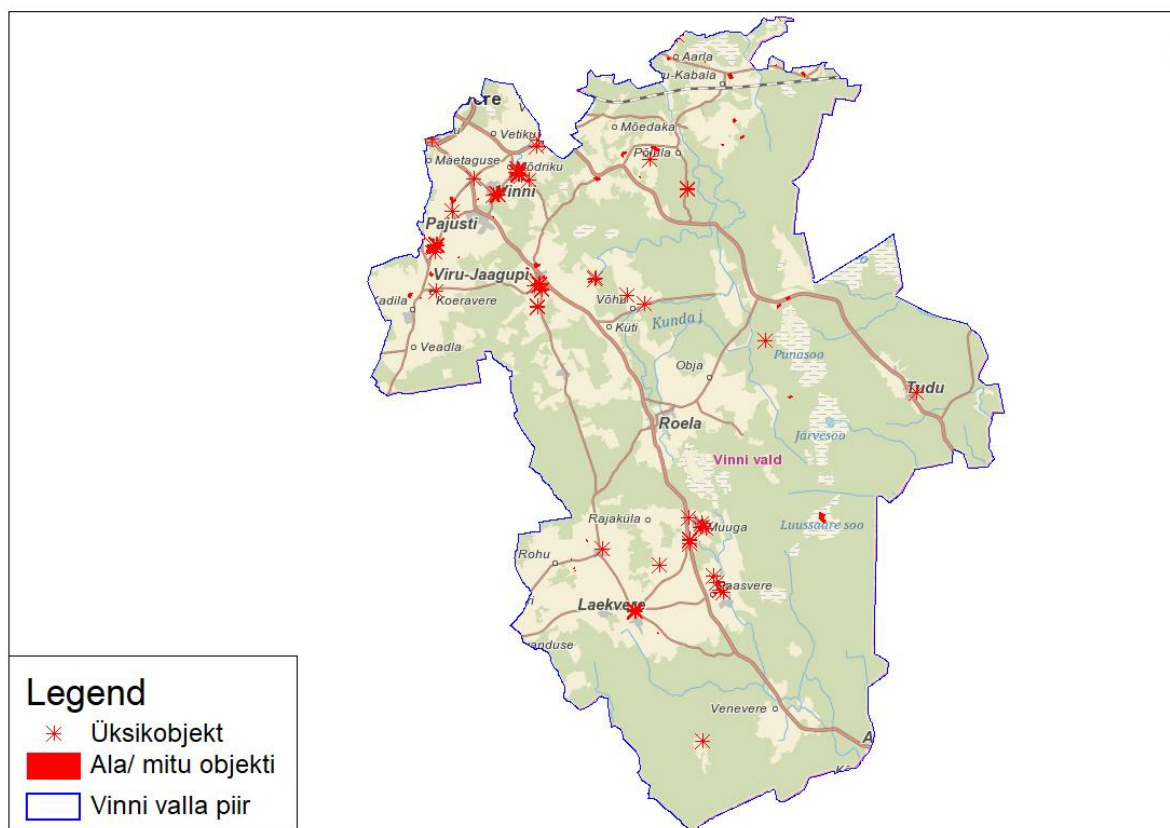 Aarla
u-Kabala
Mõedaka
Vetiku
Mäetaguse
Põlula
Vinni
Pajusti
Viru-Jaagupi
Koeravere
Kadila
Võhu
Küti
Kunda j
Veadla
Obja
Punasoo
Tudu
Roela
Järvesoo
Vinni vald
Rajaküla
Muuga
Luussaare soo
Rohu
Paasvere
Laekvere
anduse
Venevere
Legend
Üksikobjekt
Ala/ mitu objekti
Vinni valla piir